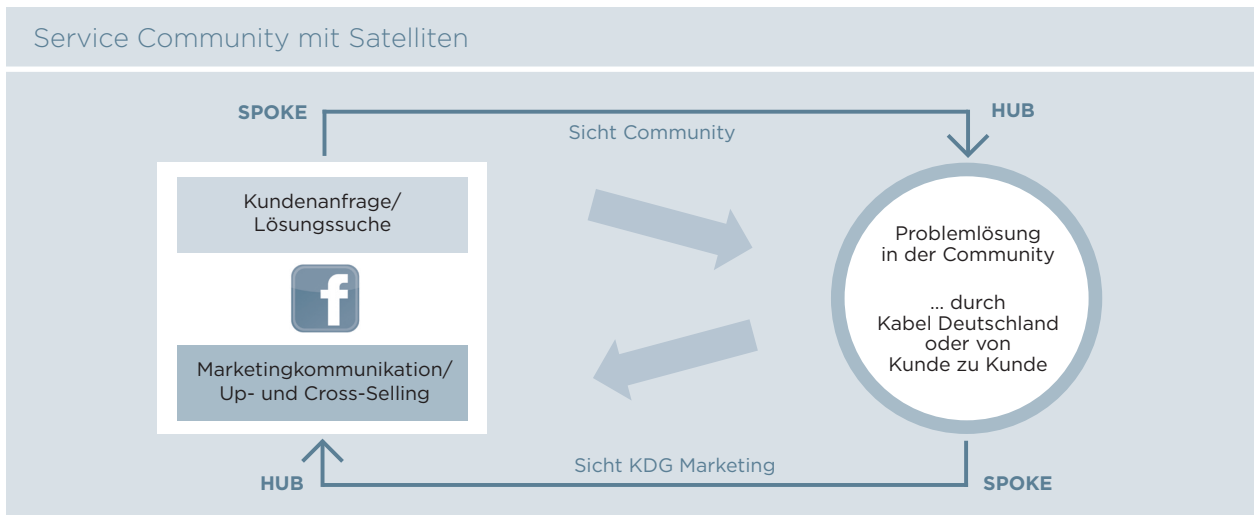 Service Community mit Satelliten
SPOKE
HUB
Sicht Community
Kundenanfrage/
Lösungssuche
f
Marketingkommunikation/
Up- und Cross-Selling
Problemlösung
in der Community
... durch
Kabel Deutschland
oder von
Kunde zu Kunde
Sicht KDG Marketing
HUB
SPOKE